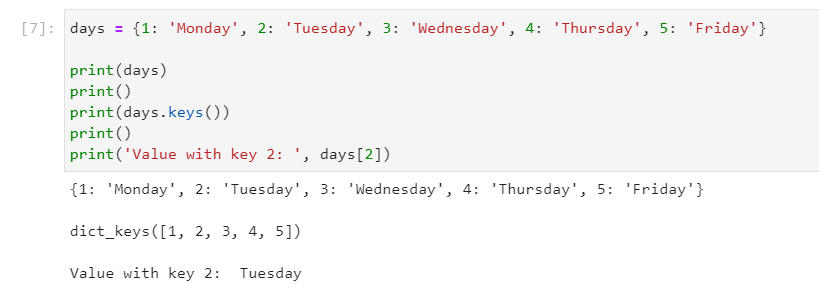 [7]: days = {1: 'Monday', 2: 'Tuesday', 3: 'Wednesday', 4: 'Thursday', 5: 'Friday'}
print(days)
print()
print(days.keys())
print()
print('Value with key 2: ', days[2])
{1: 'Monday', 2: 'Tuesday', 3: 'Wednesday', 4: 'Thursday', 5: 'Friday'}
dict_keys([1, 2, 3, 4, 5])
Value with key 2:  Tuesday